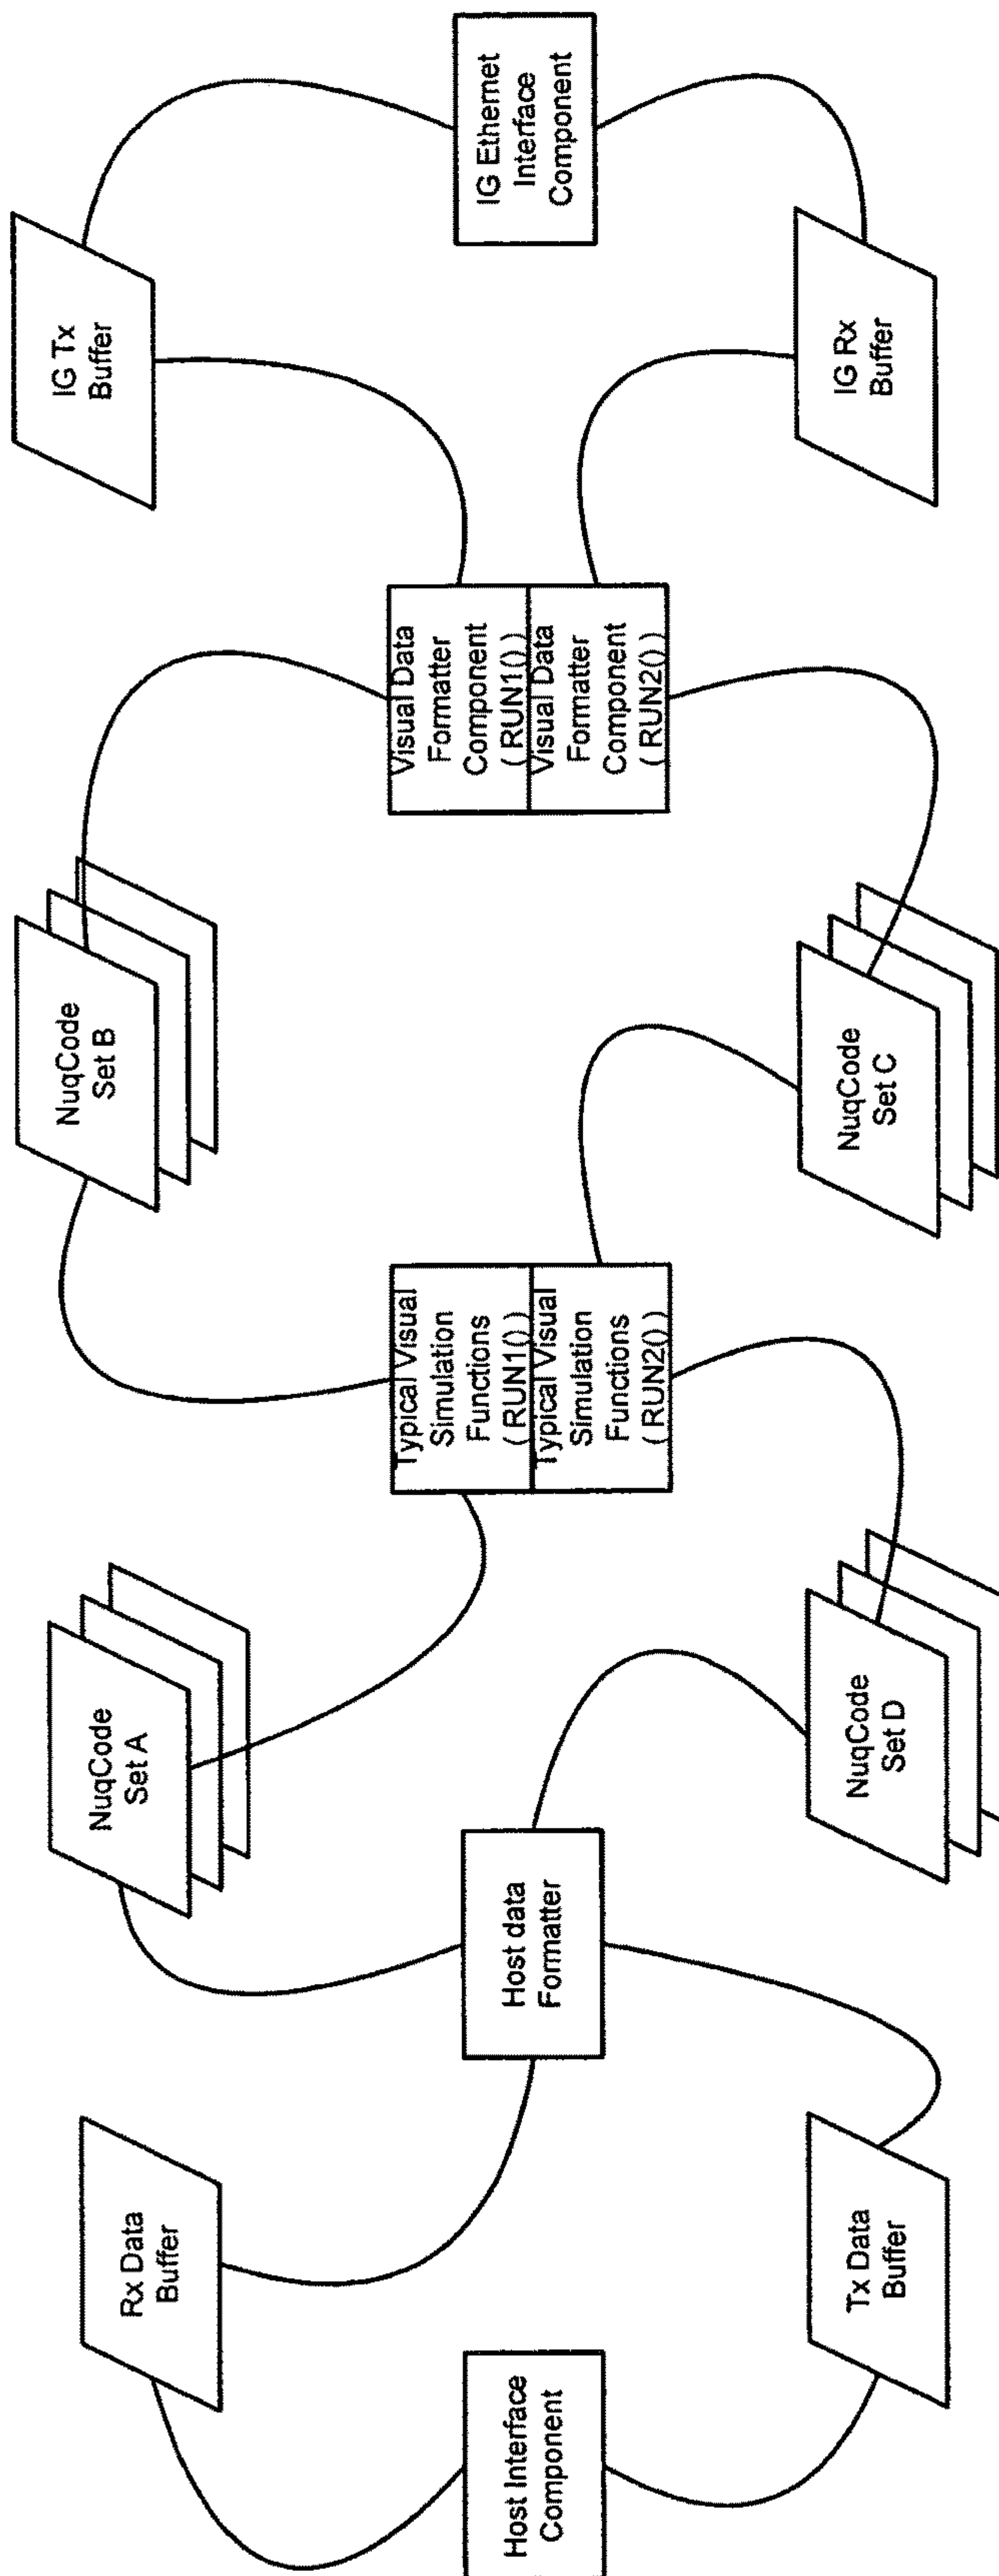 Rx Data
Buffer
NuqCode
Set A
NuqCode
Set B
IG Tx
Buffer
Host Interface
Component
Host data
Formatter
Typical Visual
Simulation
Functions
( RUN1() )
Typical Visual
Simulation
Functions
( RUN2() )
Visual Data
Formatter
Component
( RUN1() )
Visual Data
Formatter
Component
( RUN2() )
IG Ethernet
Interface
Component
Tx Data
Buffer
NuqCode
Set D
NuqCode
Set C
IG Rx
Buffer